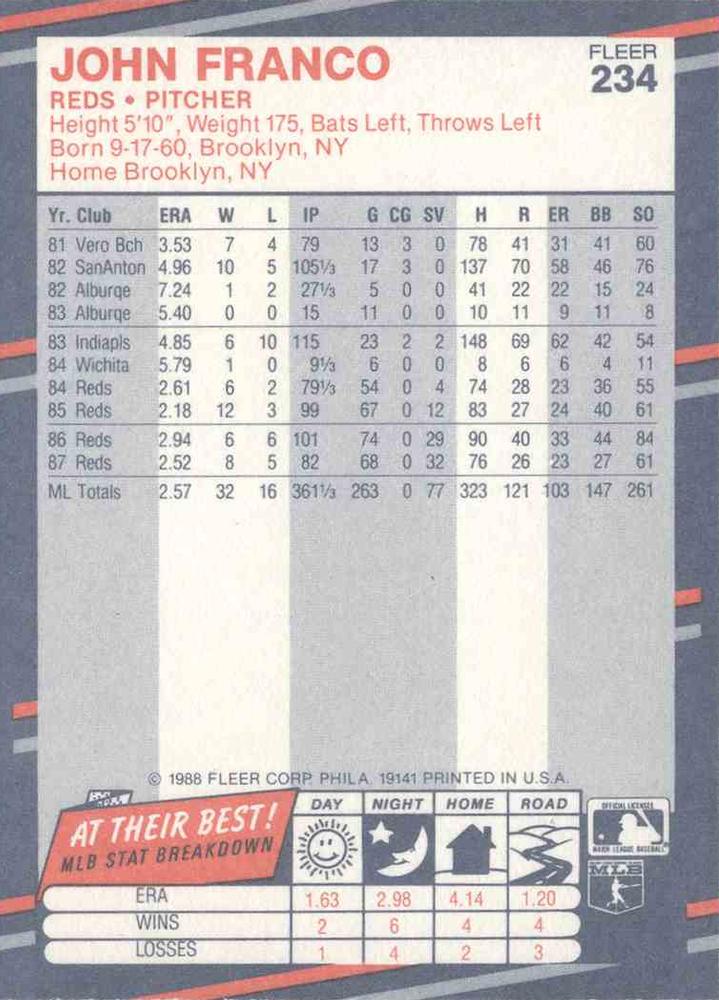 JOHN FRANCO
FLEER
234
REDS • PITCHER
Height 5'10", Weight 175, Bats Left, Throws Left
Born 9-17-60, Brooklyn, NY
Home Brooklyn, NY
Yr. Club ERA W L IP G CG SV H R ER BB SO
81 Vero Bch 3.53 7 4 79 13 3 0 78 41 31 41 60
82 SanAnton 4.96 10 5 105⅓ 17 3 0 137 70 58 46 76
82 Alburqe 7.24 1 2 27⅓ 5 0 0 41 22 22 15 24
83 Alburqe 5.40 0 0 15 11 0 0 10 11 9 11 8
83 Indiapls 4.85 6 10 115 23 2 2 148 69 62 42 54
84 Wichita 5.79 1 0 9⅓ 6 0 0 8 6 6 4 11
84 Reds 2.61 6 2 79⅓ 54 0 4 74 28 23 36 55
85 Reds 2.18 12 3 99 67 0 12 83 27 24 40 61
86 Reds 2.94 6 6 101 74 0 29 90 40 33 44 84
87 Reds 2.52 8 5 82 68 0 32 76 26 23 27 61
ML Totals 2.57 32 16 361⅓ 263 0 77 323 121 103 147 261
© 1988 FLEER CORP. PHILA. 19141 PRINTED IN U.S.A.
AT THEIR BEST!
MLB STAT BREAKDOWN
DAY NIGHT HOME ROAD
ERA 1.63 2.98 4.14 1.20
WINS 2 6 4 4
LOSSES 1 4 2 3
OFFICIAL LICENSEE
MAJOR LEAGUE BASEBALL
MLB